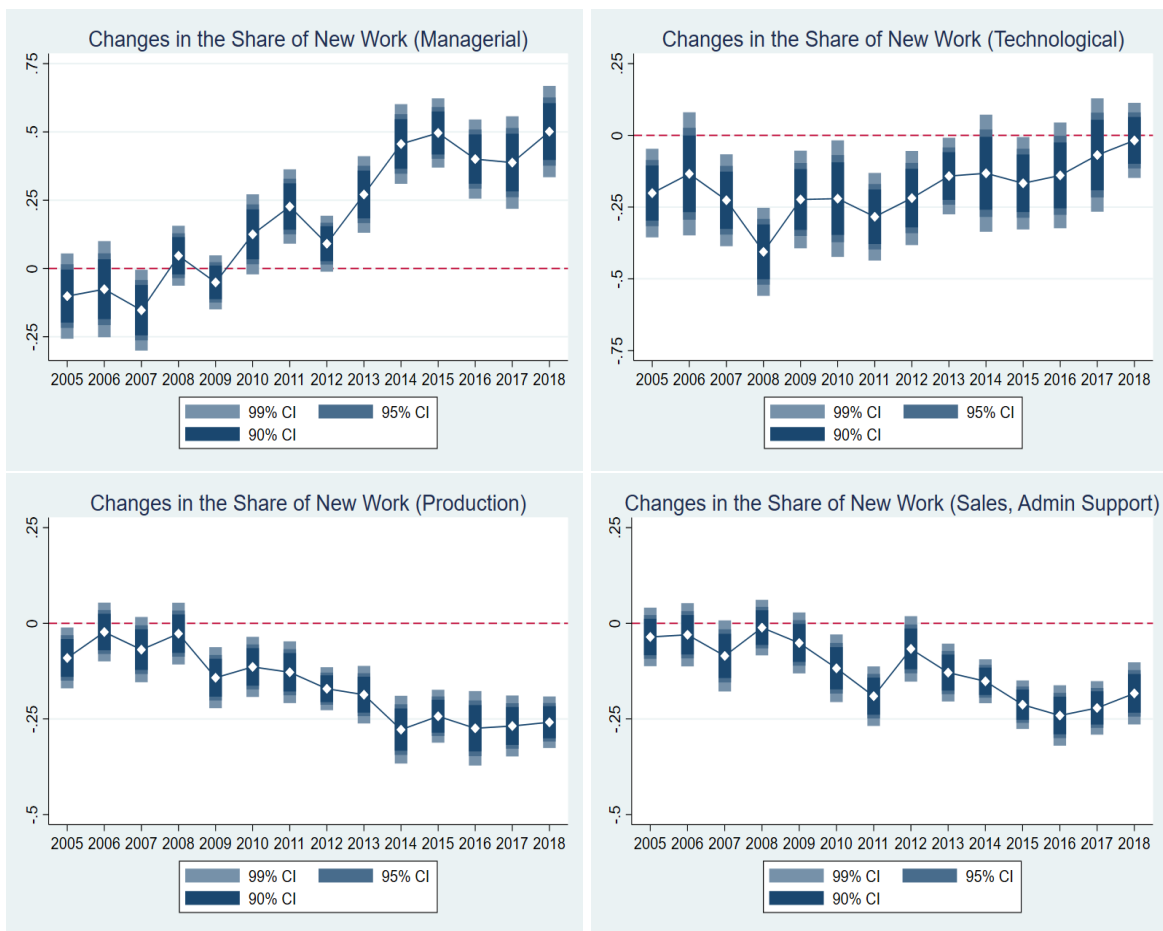 Changes in the Share of New Work (Managerial)
.75
.5
.25
0
-.25
2005 2006 2007 2008 2009 2010 2011 2012 2013 2014 2015 2016 2017 2018
99% CI 95% CI
90% CI
Changes in the Share of New Work (Technological)
.25
0
-.25
-.5
-.75
2005 2006 2007 2008 2009 2010 2011 2012 2013 2014 2015 2016 2017 2018
99% CI 95% CI
90% CI
Changes in the Share of New Work (Production)
.25
0
-.25
-.5
2005 2006 2007 2008 2009 2010 2011 2012 2013 2014 2015 2016 2017 2018
99% CI 95% CI
90% CI
Changes in the Share of New Work (Sales, Admin Support)
.25
0
-.25
-.5
2005 2006 2007 2008 2009 2010 2011 2012 2013 2014 2015 2016 2017 2018
99% CI 95% CI
90% CI